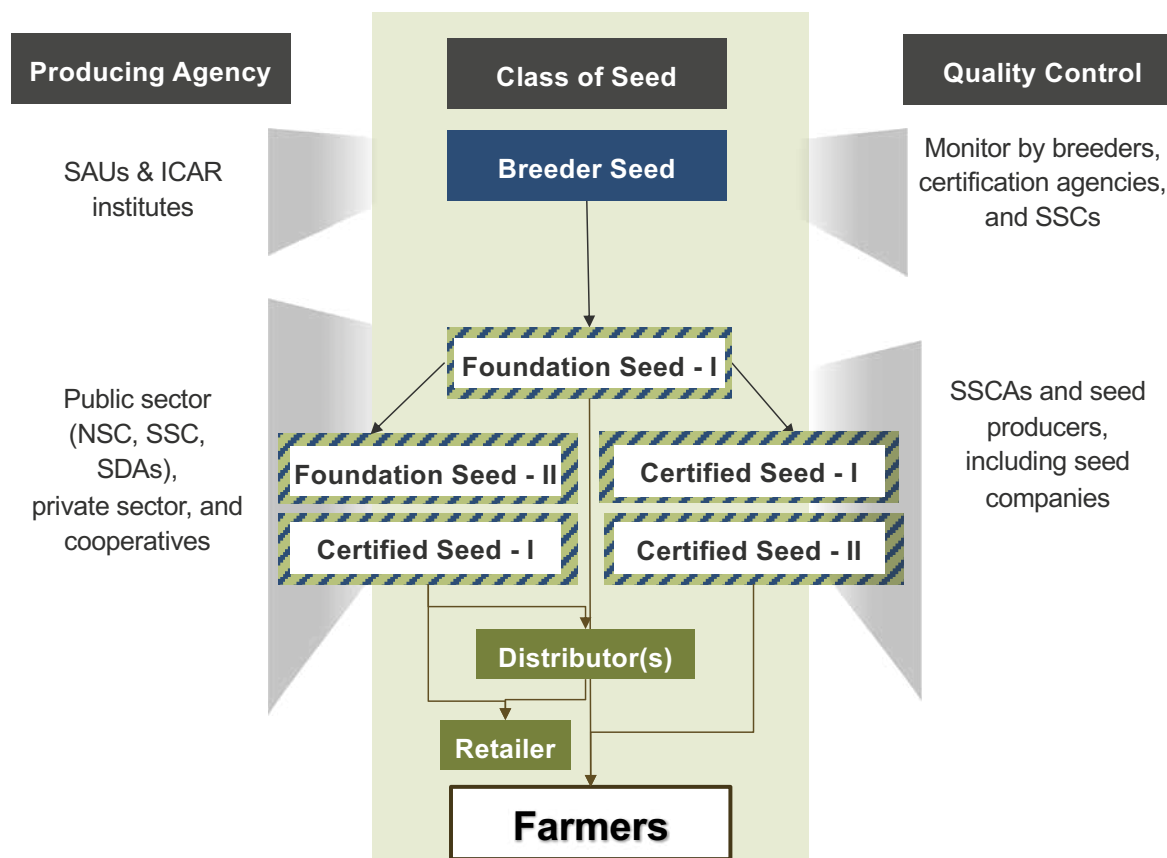 Producing Agency
Class of Seed
Quality Control
SAUs & ICAR
institutes
Breeder Seed
Monitor by breeders,
certification agencies,
and SSCs
Foundation Seed - I
Public sector
(NSC, SSC,
SDAs),
private sector, and
cooperatives
Foundation Seed - II
Certified Seed - I
Certified Seed - I
Certified Seed - II
SSCAs and seed
producers,
including seed
companies
Distributor(s)
Retailer
Farmers